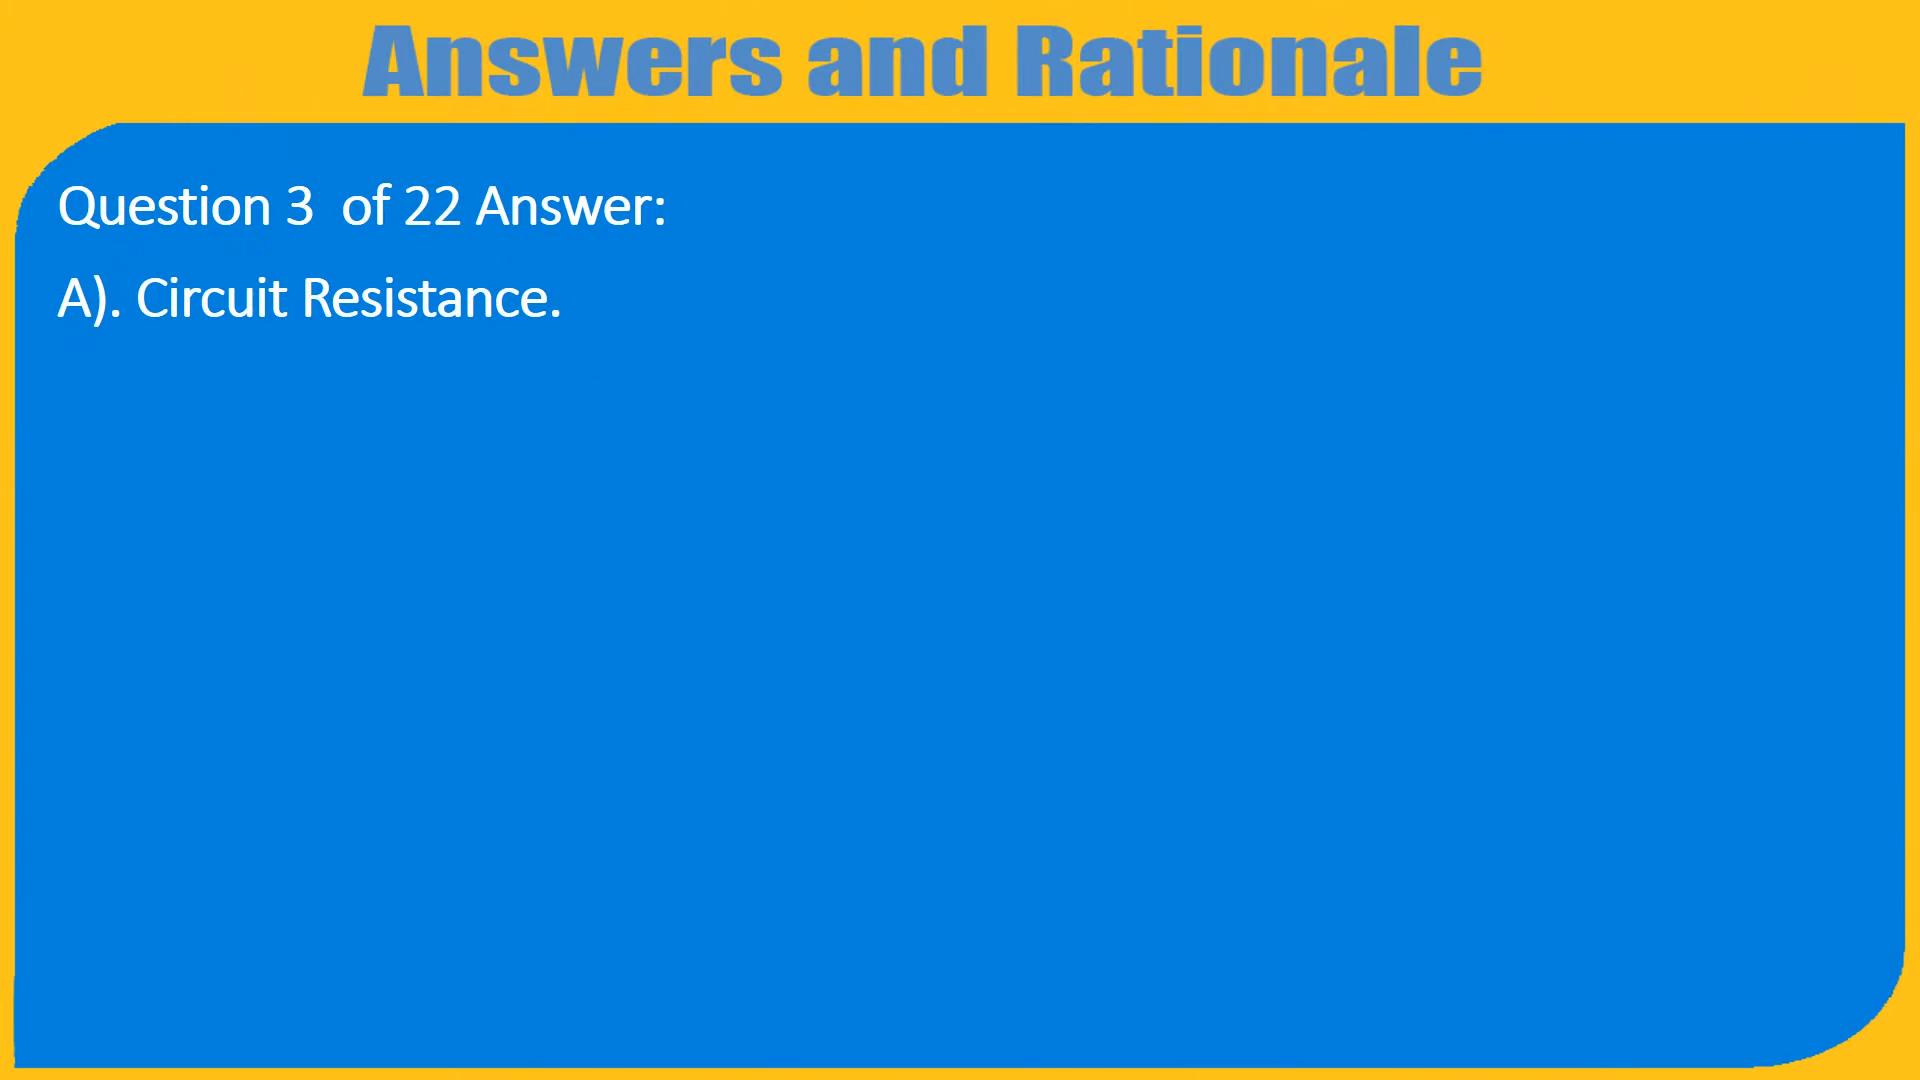 Answers and Rationale
Question 3  of 22 Answer:
A). Circuit Resistance.